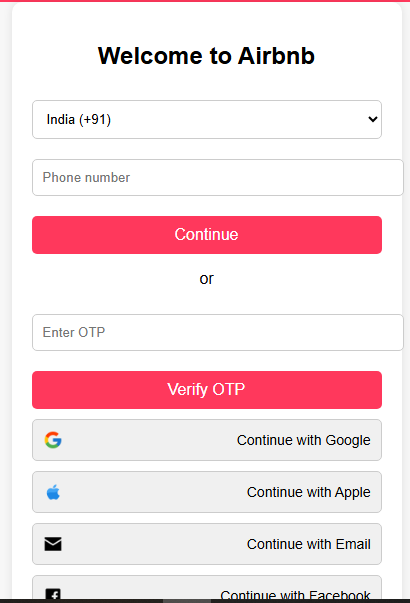 Welcome to Airbnb
India (+91)
Phone number
Continue
or
Enter OTP
Verify OTP
Continue with Google
Continue with Apple
Continue with Email
Continue with Facebook